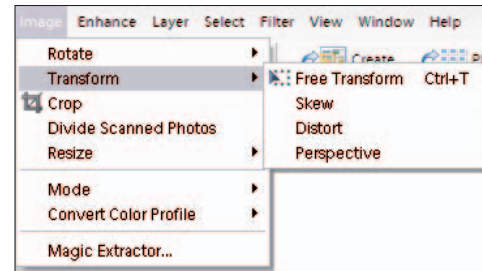 Image Enhance Layer Select Filter View Window Help
Create
Rotate
Transform
Crop
Divide Scanned Photos
Resize
Mode
Convert Color Profile
Magic Extractor...
Free Transform Ctrl+T
Skew
Distort
Perspective